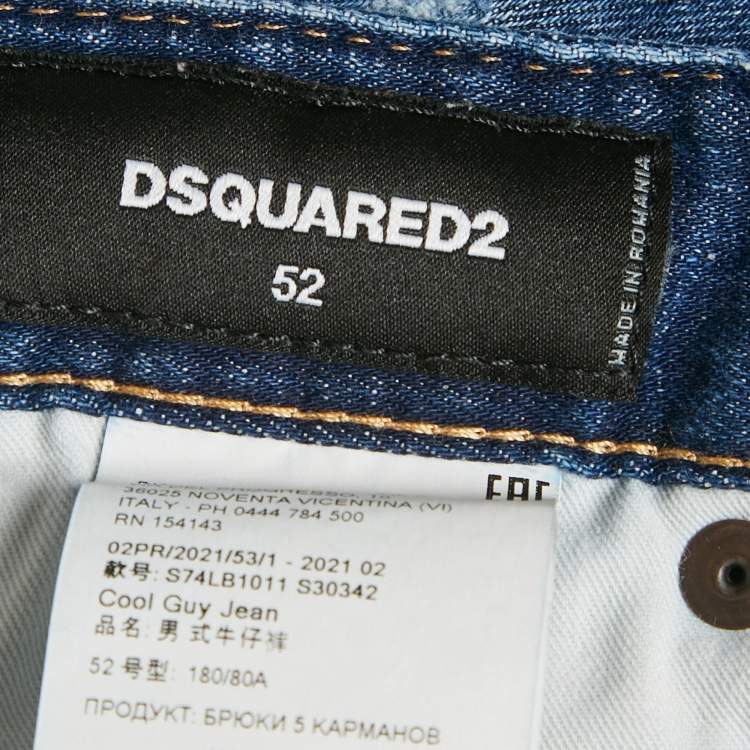 DSQUARED2
52
MADE IN ROMANIA
EAC
36025 NOVENTA VICENTINA (VI)
ITALY - PH 0444 784 500
RN 154143
02PR/2021/53/1 - 2021 02
款号: S74LB1011 S30342
Cool Guy Jean
品名: 男 式牛仔裤
52 号型: 180/80A
ПРОДУКТ: БРЮКИ 5 КАРМАНОВ